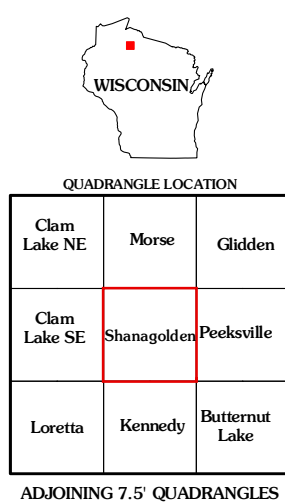 WISCONSIN
QUADRANGLE LOCATION
Clam
Lake NE
Morse
Glidden
Clam
Lake SE
Shanagolden
Peeksville
Loretta
Kennedy
Butternut
Lake
ADJOINING 7.5' QUADRANGLES